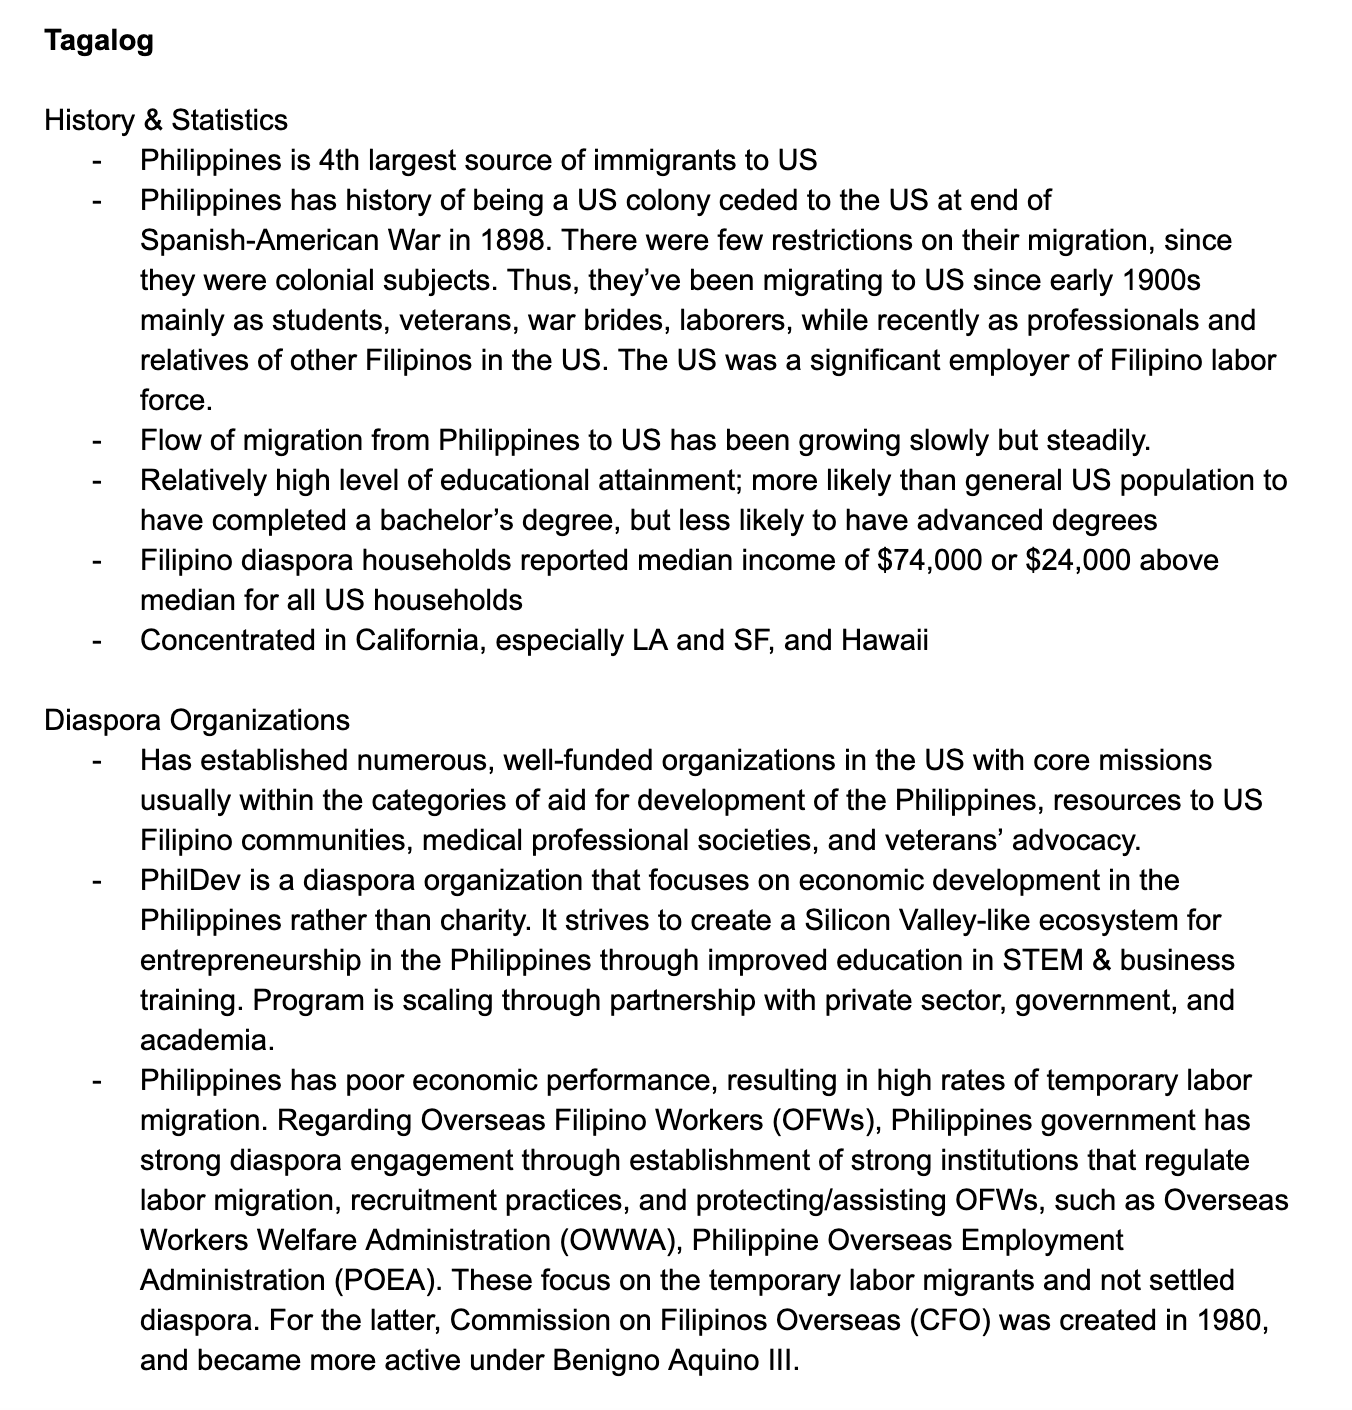 Tagalog
History & Statistics
- Philippines is 4th largest source of immigrants to US
- Philippines has history of being a US colony ceded to the US at end of
Spanish-American War in 1898. There were few restrictions on their migration, since
they were colonial subjects. Thus, they’ve been migrating to US since early 1900s
mainly as students, veterans, war brides, laborers, while recently as professionals and
relatives of other Filipinos in the US. The US was a significant employer of Filipino labor
force.
- Flow of migration from Philippines to US has been growing slowly but steadily.
- Relatively high level of educational attainment; more likely than general US population to
have completed a bachelor’s degree, but less likely to have advanced degrees
- Filipino diaspora households reported median income of $74,000 or $24,000 above
median for all US households
- Concentrated in California, especially LA and SF, and Hawaii
Diaspora Organizations
- Has established numerous, well-funded organizations in the US with core missions
usually within the categories of aid for development of the Philippines, resources to US
Filipino communities, medical professional societies, and veterans’ advocacy.
- PhilDev is a diaspora organization that focuses on economic development in the
Philippines rather than charity. It strives to create a Silicon Valley-like ecosystem for
entrepreneurship in the Philippines through improved education in STEM & business
training. Program is scaling through partnership with private sector, government, and
academia.
- Philippines has poor economic performance, resulting in high rates of temporary labor
migration. Regarding Overseas Filipino Workers (OFWs), Philippines government has
strong diaspora engagement through establishment of strong institutions that regulate
labor migration, recruitment practices, and protecting/assisting OFWs, such as Overseas
Workers Welfare Administration (OWWA), Philippine Overseas Employment
Administration (POEA). These focus on the temporary labor migrants and not settled
diaspora. For the latter, Commission on Filipinos Overseas (CFO) was created in 1980,
and became more active under Benigno Aquino III.